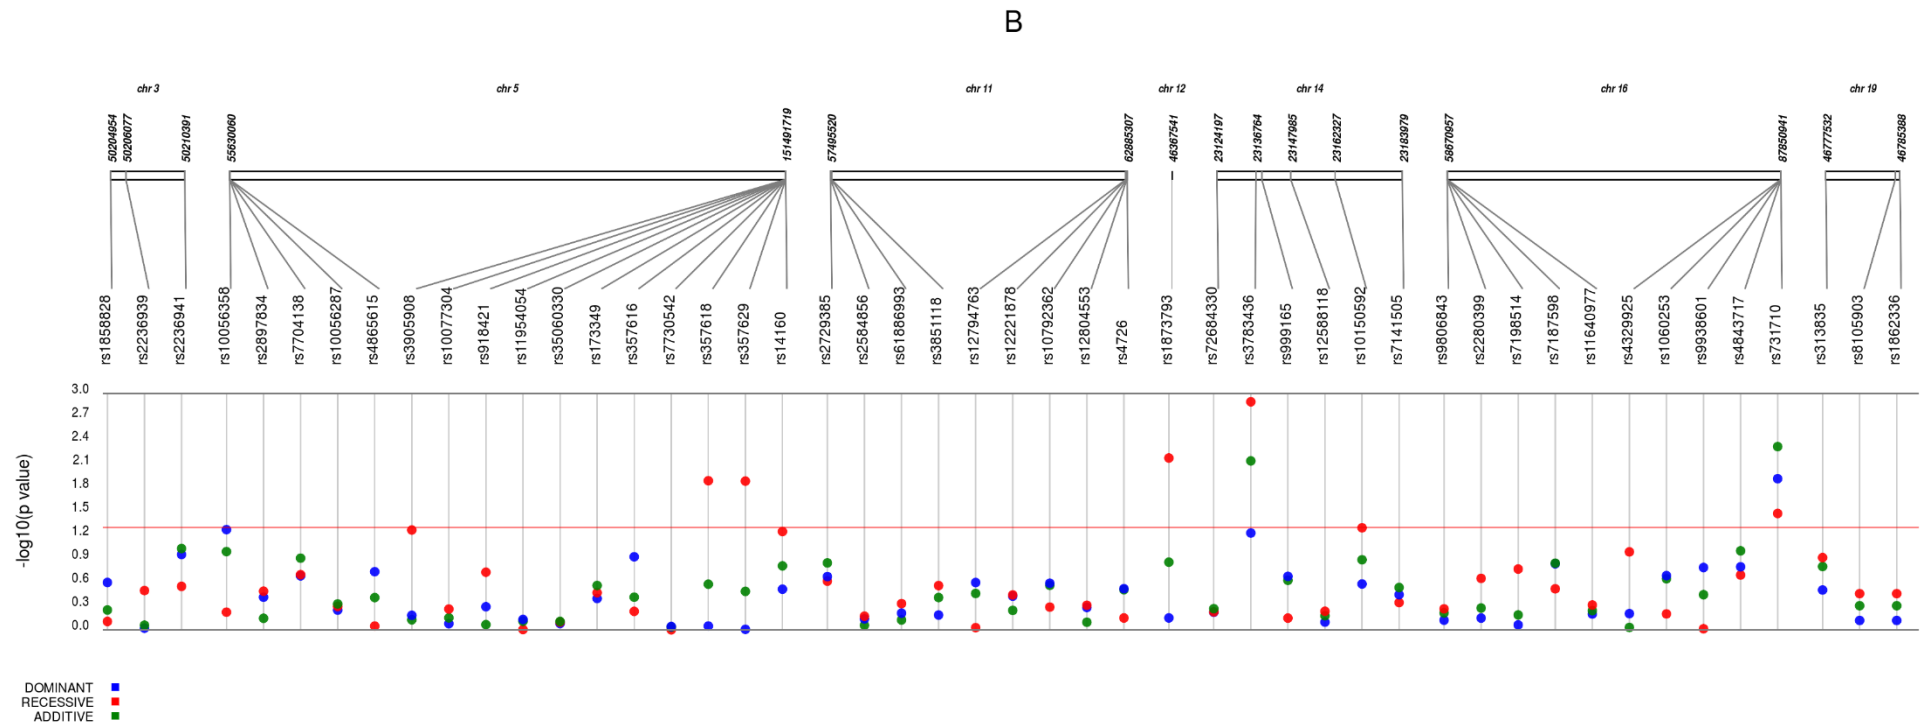 B
chr 3 chr 5 chr 11 chr 12 chr 14 chr 16 chr 19
50204954 50206077 50210391 55630060 151491719 57495520 62885307 46367541 23124197 23136764 23147985 23162327 23183979 58670957 87850941 46777532 46785388
rs1858828 rs2236939 rs2236941 rs10056358 rs2897834 rs7704138 rs10056287 rs4865615 rs3905908 rs10077304 rs918421 rs11954054 rs35060330 rs173349 rs357616 rs7730542 rs357618 rs357629 rs14160 rs2729385 rs2584856 rs61886993 rs3851118 rs12794763 rs12221878 rs10792362 rs12804553 rs4726 rs1873793 rs72684330 rs3783436 rs999165 rs12588118 rs10150592 rs7141505 rs9806843 rs2280399 rs7198514 rs7187598 rs11640977 rs4329925 rs1060253 rs9938601 rs4843717 rs731710 rs313835 rs8105903 rs1862336
-log10(p value)
3.0
2.7
2.4
2.1
1.8
1.5
1.2
0.9
0.6
0.3
0.0
DOMINANT
RECESSIVE
ADDITIVE